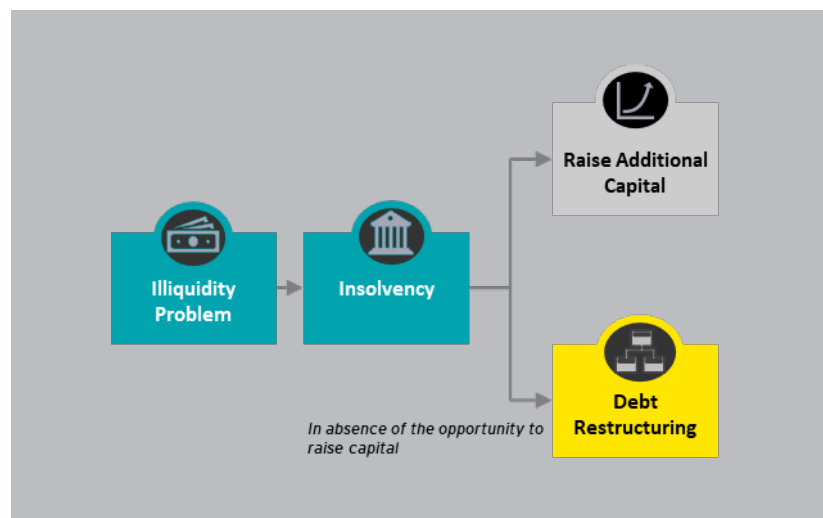 Illiquidity
Problem
Insolvency
Raise Additional
Capital
In absence of the opportunity to
raise capital
Debt
Restructuring